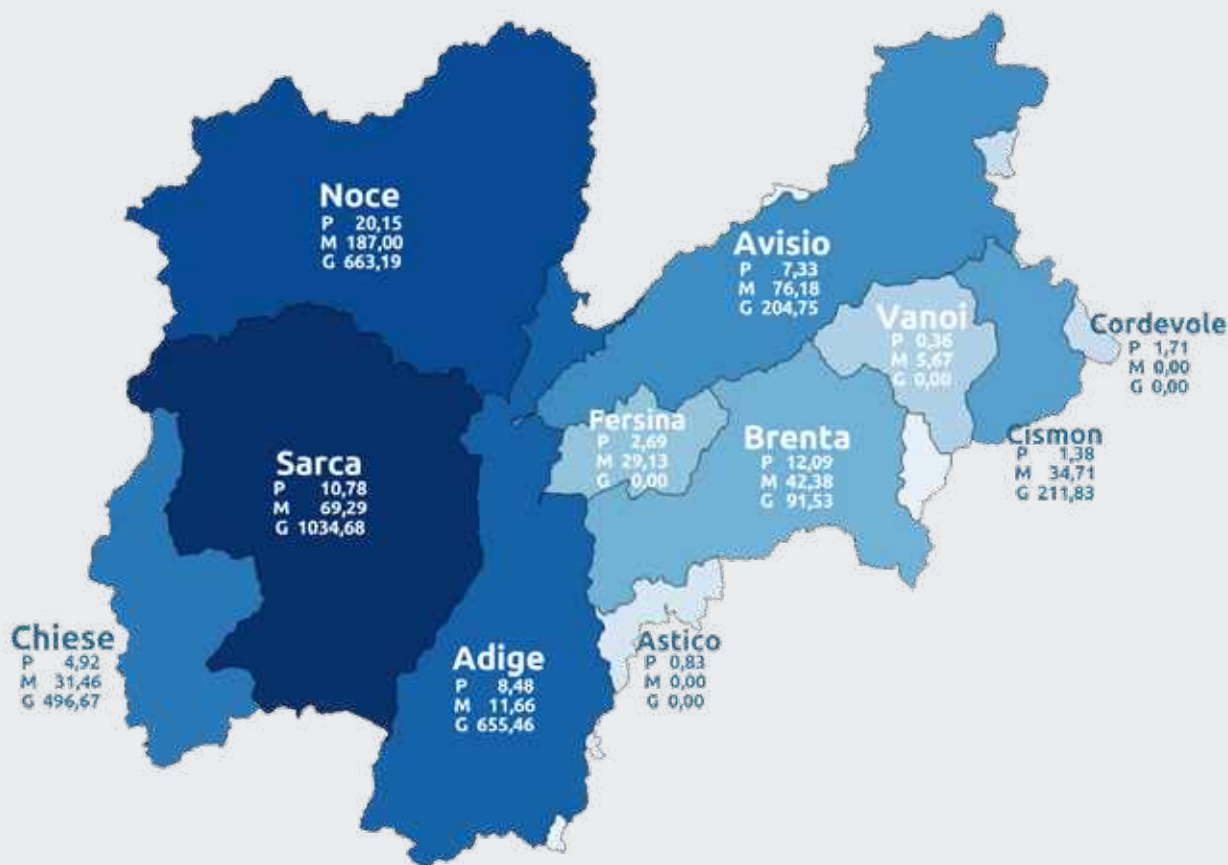 Noce
P 20,15
M 187,00
G 663,19
Avisio
P 7,33
M 76,18
G 204,75
Vanoi
P 0,36
M 5,67
G 0,00
Cordevole
P 1,71
M 0,00
G 0,00
Fersina
P 2,69
M 29,13
G 0,00
Brenta
P 12,09
M 42,38
G 91,53
Cismon
P 1,38
M 34,71
G 211,83
Sarca
P 10,78
M 69,29
G 1034,68
Chiese
P 4,92
M 31,46
G 496,67
Adige
P 8,48
M 11,66
G 655,46
Astico
P 0,83
M 0,00
G 0,00